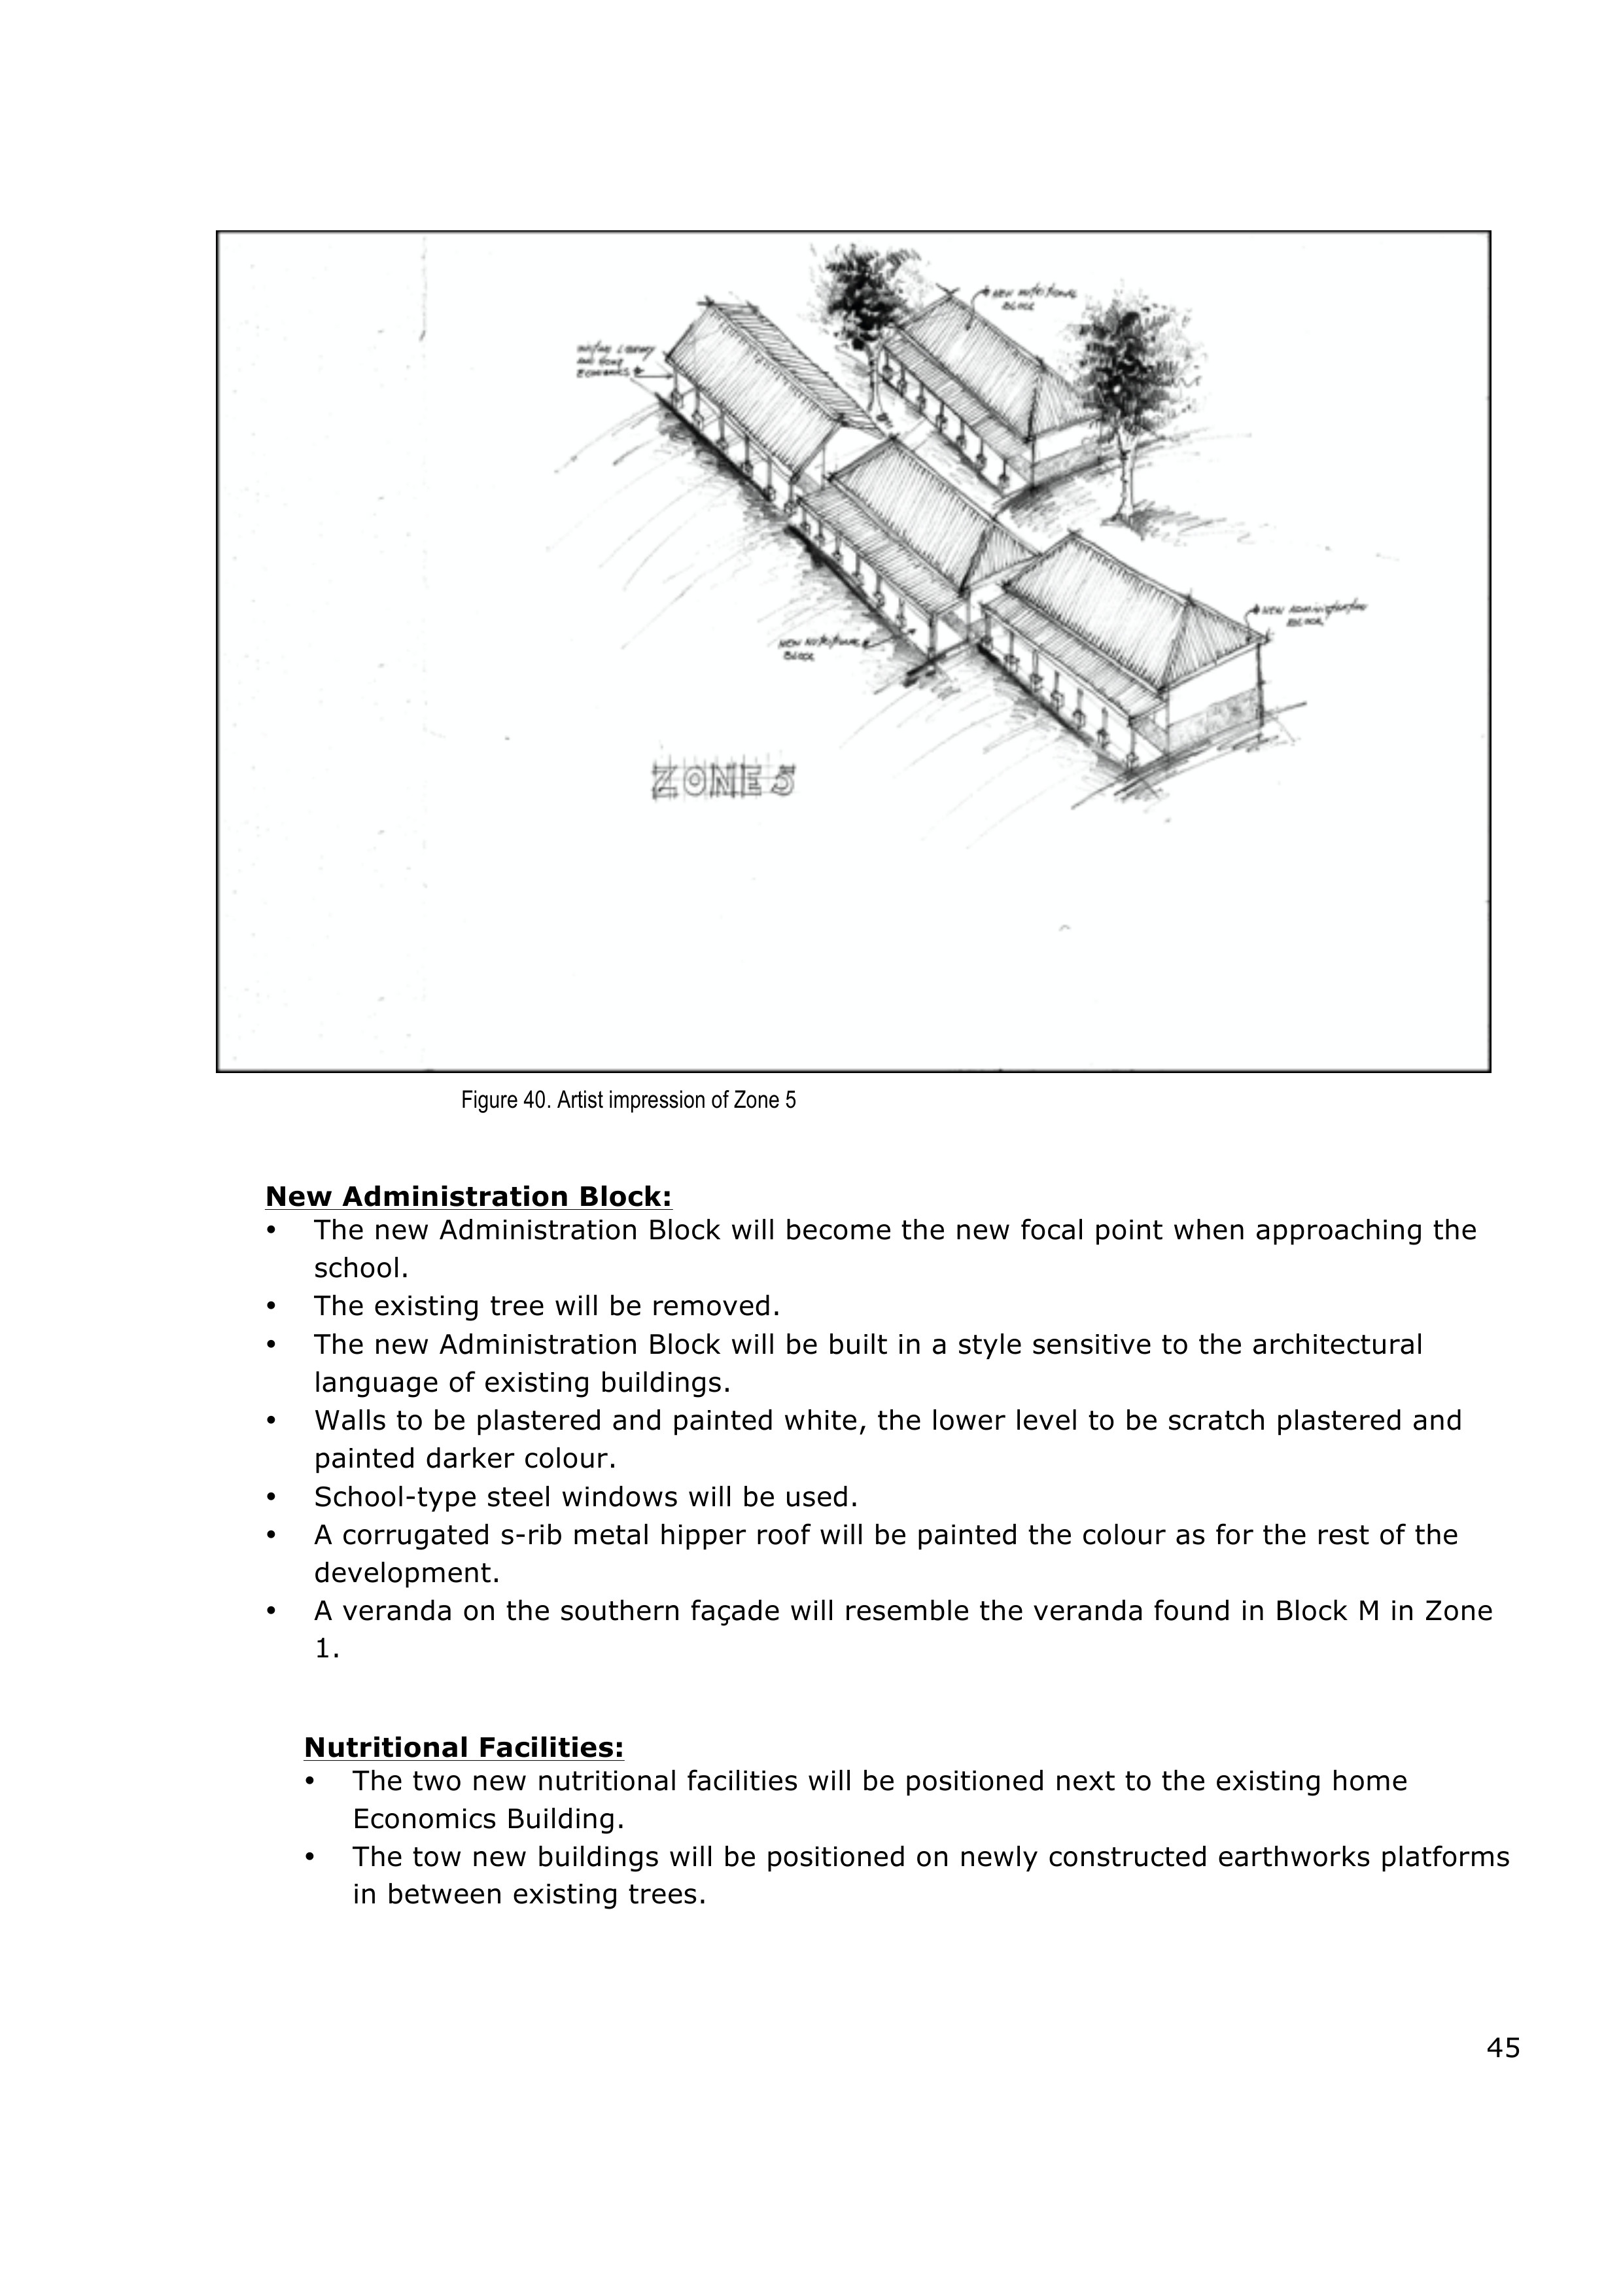 NEW NUTRITIONAL
BLOCK
LIBRARY
AND HOME
ECONOMICS
NEW ADMINISTRATION
BLOCK
NEW NUTRITIONAL
BLOCK
ZONE 5
Figure 40. Artist impression of Zone 5
New Administration Block:
• The new Administration Block will become the new focal point when approaching the
school.
• The existing tree will be removed.
• The new Administration Block will be built in a style sensitive to the architectural
language of existing buildings.
• Walls to be plastered and painted white, the lower level to be scratch plastered and
painted darker colour.
• School-type steel windows will be used.
• A corrugated s-rib metal hipper roof will be painted the colour as for the rest of the
development.
• A veranda on the southern façade will resemble the veranda found in Block M in Zone
1.
Nutritional Facilities:
• The two new nutritional facilities will be positioned next to the existing home
Economics Building.
• The tow new buildings will be positioned on newly constructed earthworks platforms
in between existing trees.
45